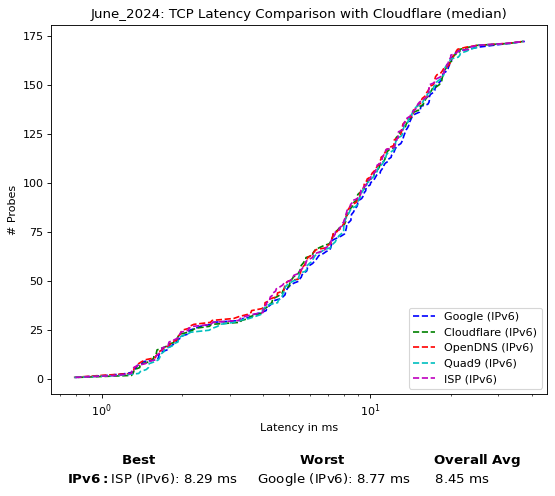 June_2024: TCP Latency Comparison with Cloudflare (median)
175
150
125
100
75
50
25
0
# Probes
Google (IPv6)
Cloudflare (IPv6)
OpenDNS (IPv6)
Quad9 (IPv6)
ISP (IPv6)
10⁰
10¹
Latency in ms
Best Worst Overall Avg
IPv6: ISP (IPv6): 8.29 ms Google (IPv6): 8.77 ms 8.45 ms